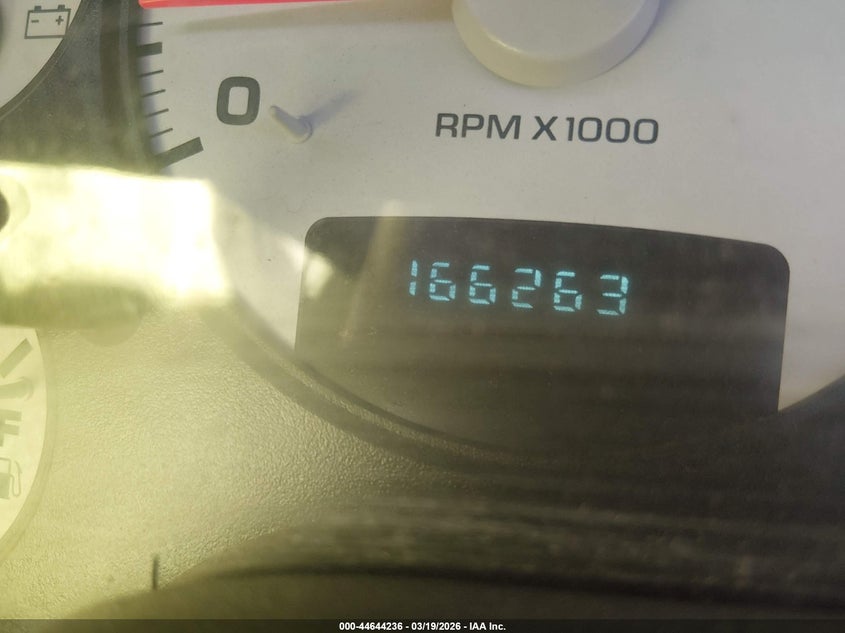 0
RPM X1000
166263
F
000-44644236 - 03/19/2026 - IAA Inc.